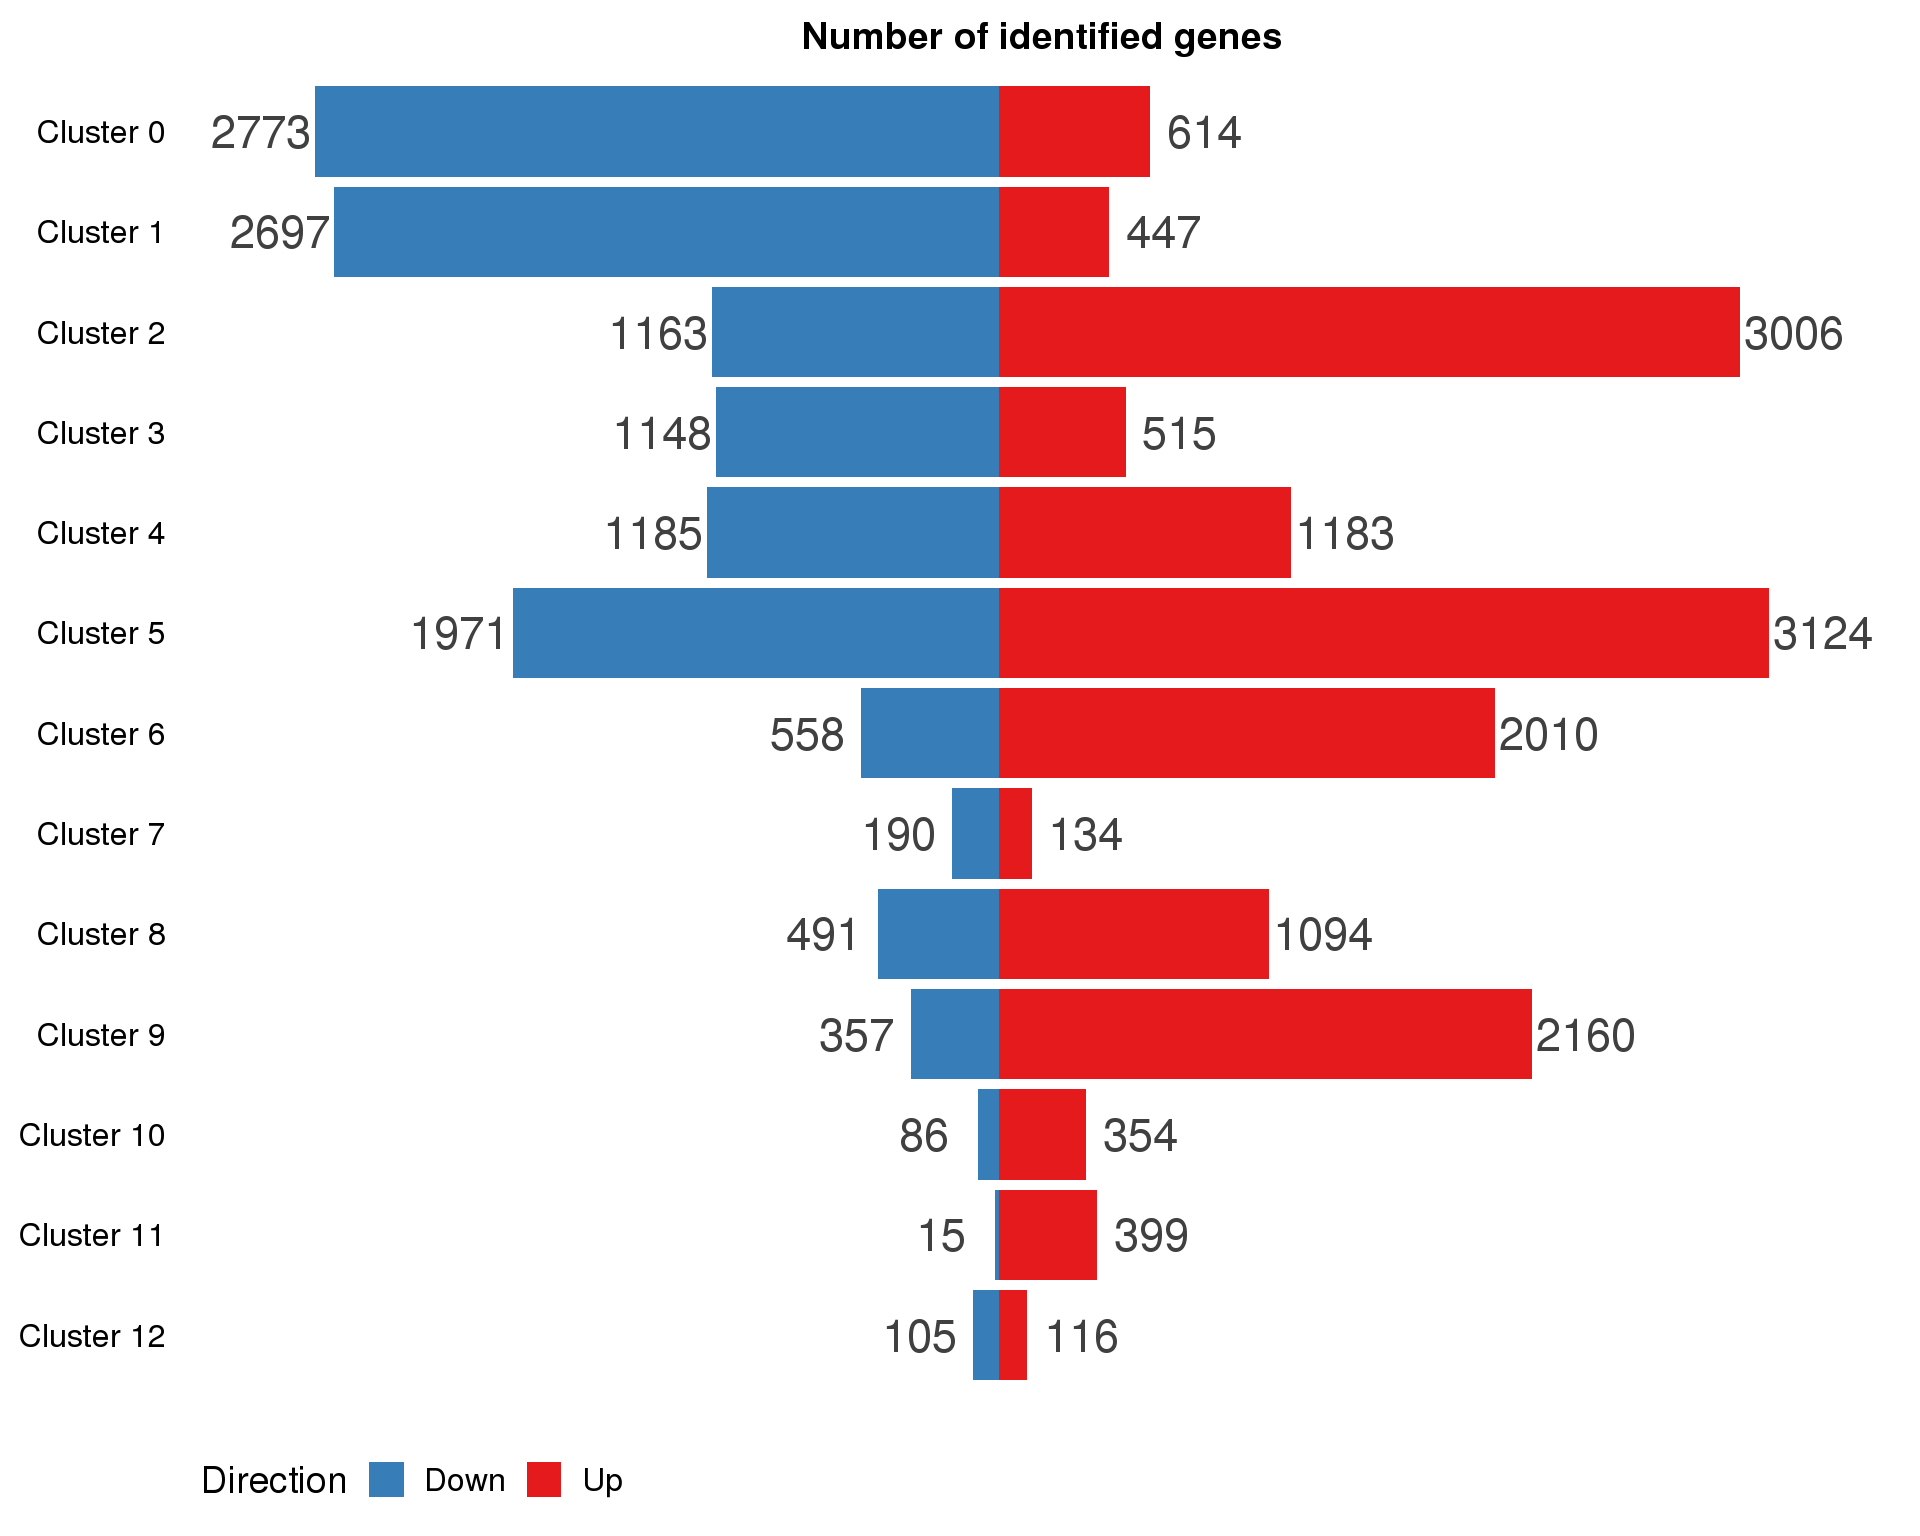 Number of identified genes
Cluster 0 2773 614
Cluster 1 2697 447
Cluster 2 1163 3006
Cluster 3 1148 515
Cluster 4 1185 1183
Cluster 5 1971 3124
Cluster 6 558 2010
Cluster 7 190 134
Cluster 8 491 1094
Cluster 9 357 2160
Cluster 10 86 354
Cluster 11 15 399
Cluster 12 105 116
Direction Down Up